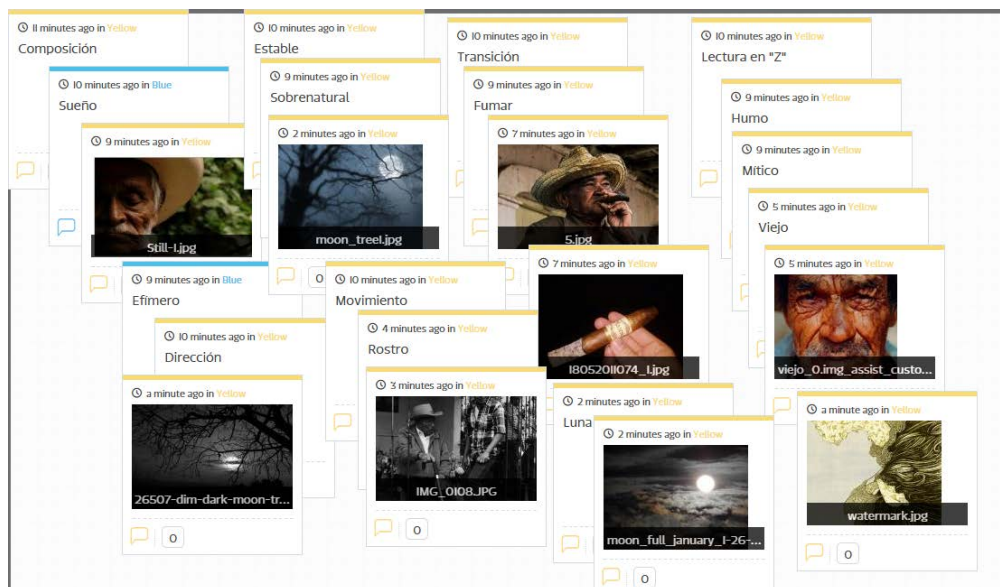 11 minutes ago in Yellow
Composición
10 minutes ago in Blue
Sueño
9 minutes ago in Yellow
Still-1.jpg
9 minutes ago in Blue
Efímero
10 minutes ago in Yellow
Dirección
a minute ago in Yellow
26507-dim-dark-moon-tr...
0
10 minutes ago in Yellow
Estable
9 minutes ago in Yellow
Sobrenatural
2 minutes ago in Yellow
moon_tree1.jpg
0
10 minutes ago in Yellow
Movimiento
4 minutes ago in Yellow
Rostro
3 minutes ago in Yellow
IMG_0108.JPG
0
10 minutes ago in Yellow
Transición
9 minutes ago in Yellow
Fumar
7 minutes ago in Yellow
5.jpg
7 minutes ago in Yellow
18052011074_1.jpg
2 minutes ago in Yellow
Luna
2 minutes ago in Yellow
moon_full_january_1-26-...
0
10 minutes ago in Yellow
Lectura en "Z"
9 minutes ago in Yellow
Humo
9 minutes ago in Yellow
Mítico
5 minutes ago in Yellow
Viejo
5 minutes ago in Yellow
viejo_0.img_assist_custo...
a minute ago in Yellow
watermark.jpg
0